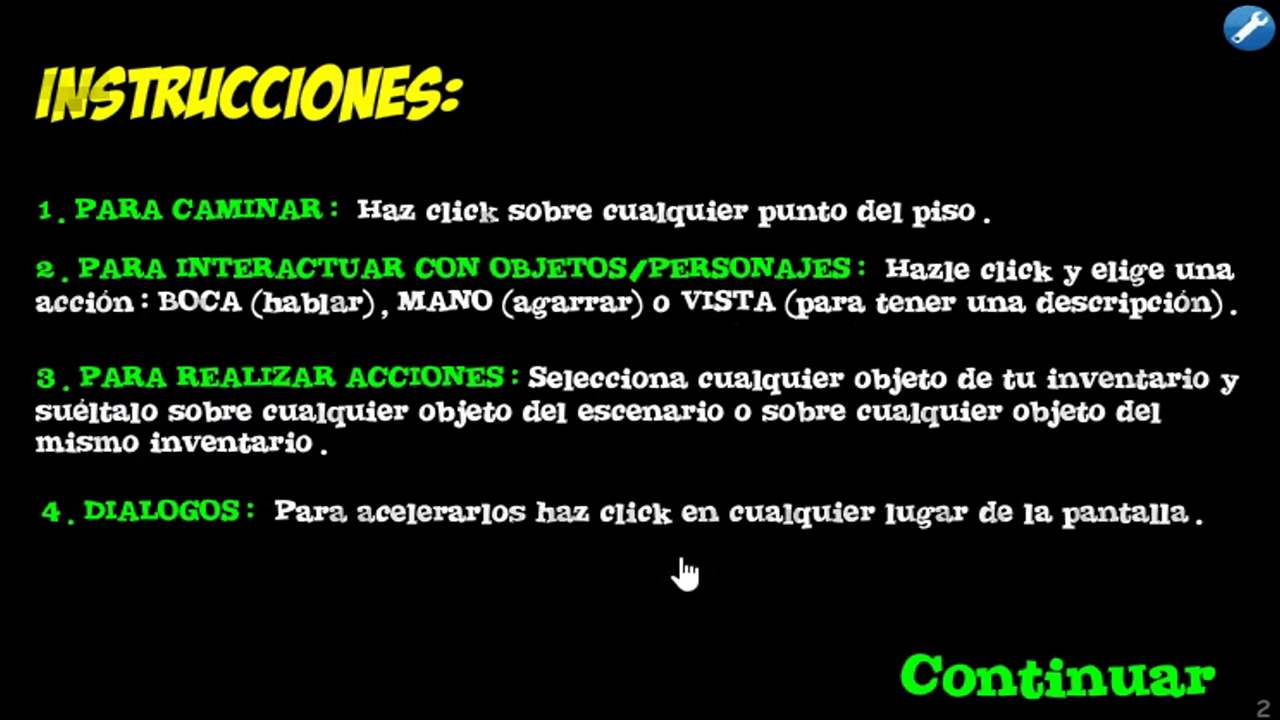 INSTRUCCIONES:
1. PARA CAMINAR: Haz click sobre cualquier punto del piso.
2. PARA INTERACTUAR CON OBJETOS/PERSONAJES: Hazle click y elige una
acción: BOCA (hablar), MANO (agarrar) o VISTA (para tener una descripción).
3. PARA REALIZAR ACCIONES: Selecciona cualquier objeto de tu inventario y
suéltalo sobre cualquier objeto del escenario o sobre cualquier objeto del
mismo inventario.
4. DIALOGOS: Para acelerarlos haz click en cualquier lugar de la pantalla.
Continuar
2